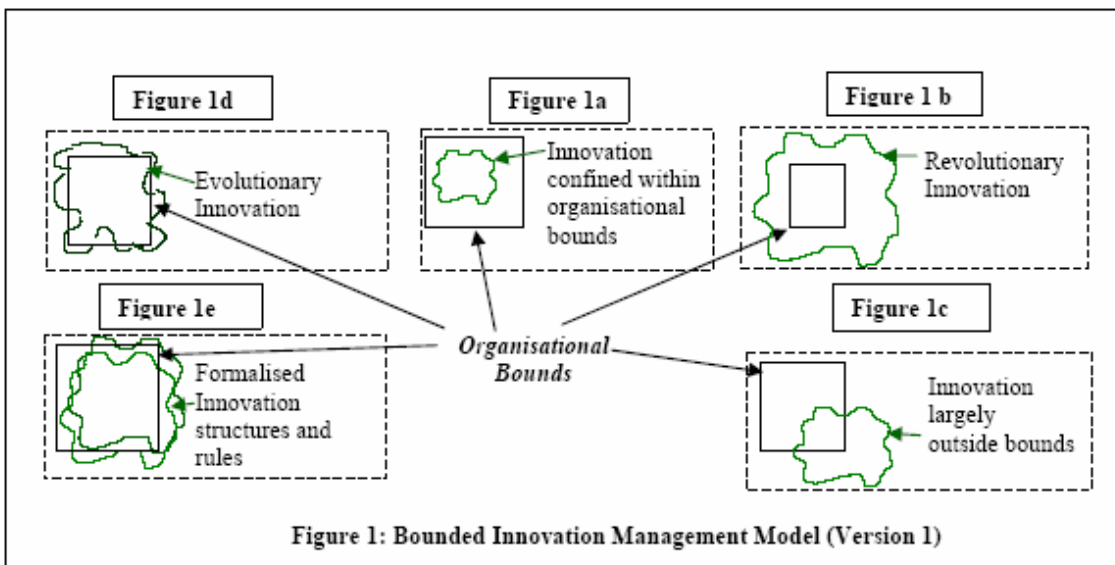 Figure 1d
Figure 1a
Figure 1 b
Evolutionary
Innovation
Innovation
confined within
organisational
bounds
Revolutionary
Innovation
Figure 1e
Figure 1c
Organisational
Bounds
Formalised
Innovation
structures and
rules
Innovation
largely
outside bounds
Figure 1: Bounded Innovation Management Model (Version 1)